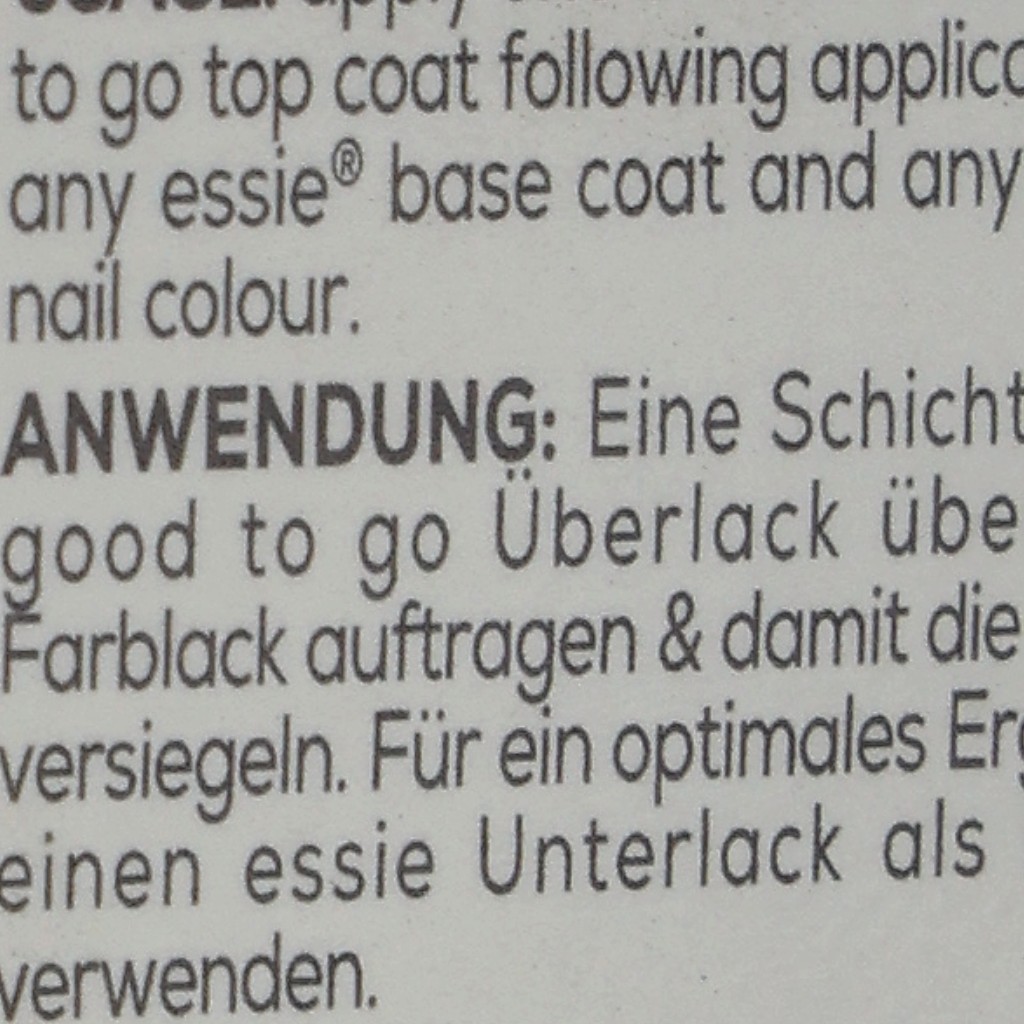 to go top coat following applic
any essie® base coat and any
nail colour.
ANWENDUNG: Eine Schicht
good to go Überlack übe
Farblack auftragen & damit die
versiegeln. Für ein optimales Erg
einen essie Unterlack als
verwenden.